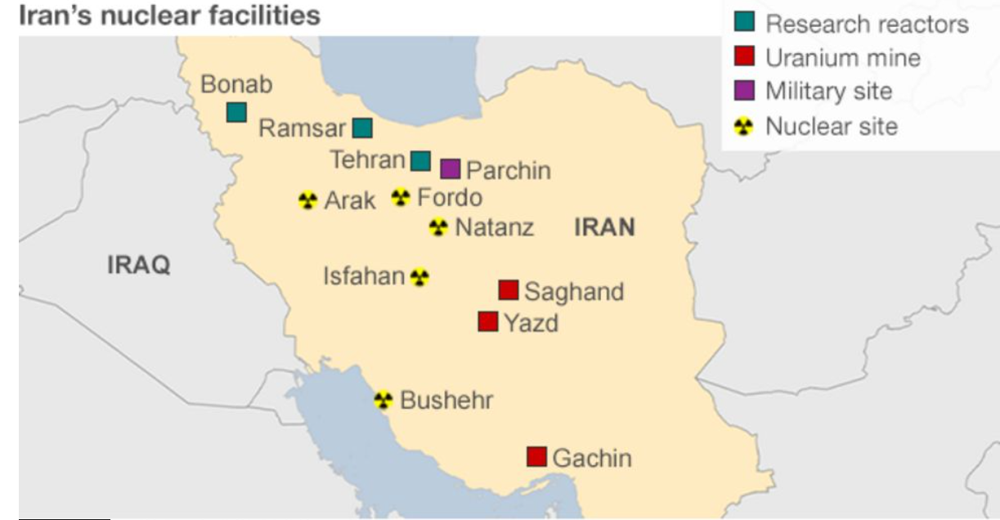 Iran's nuclear facilities
Research reactors
Uranium mine
Military site
Nuclear site
Bonab
Ramsar
Tehran
Parchin
Arak
Fordo
Natanz
IRAN
IRAQ
Isfahan
Saghand
Yazd
Bushehr
Gachin